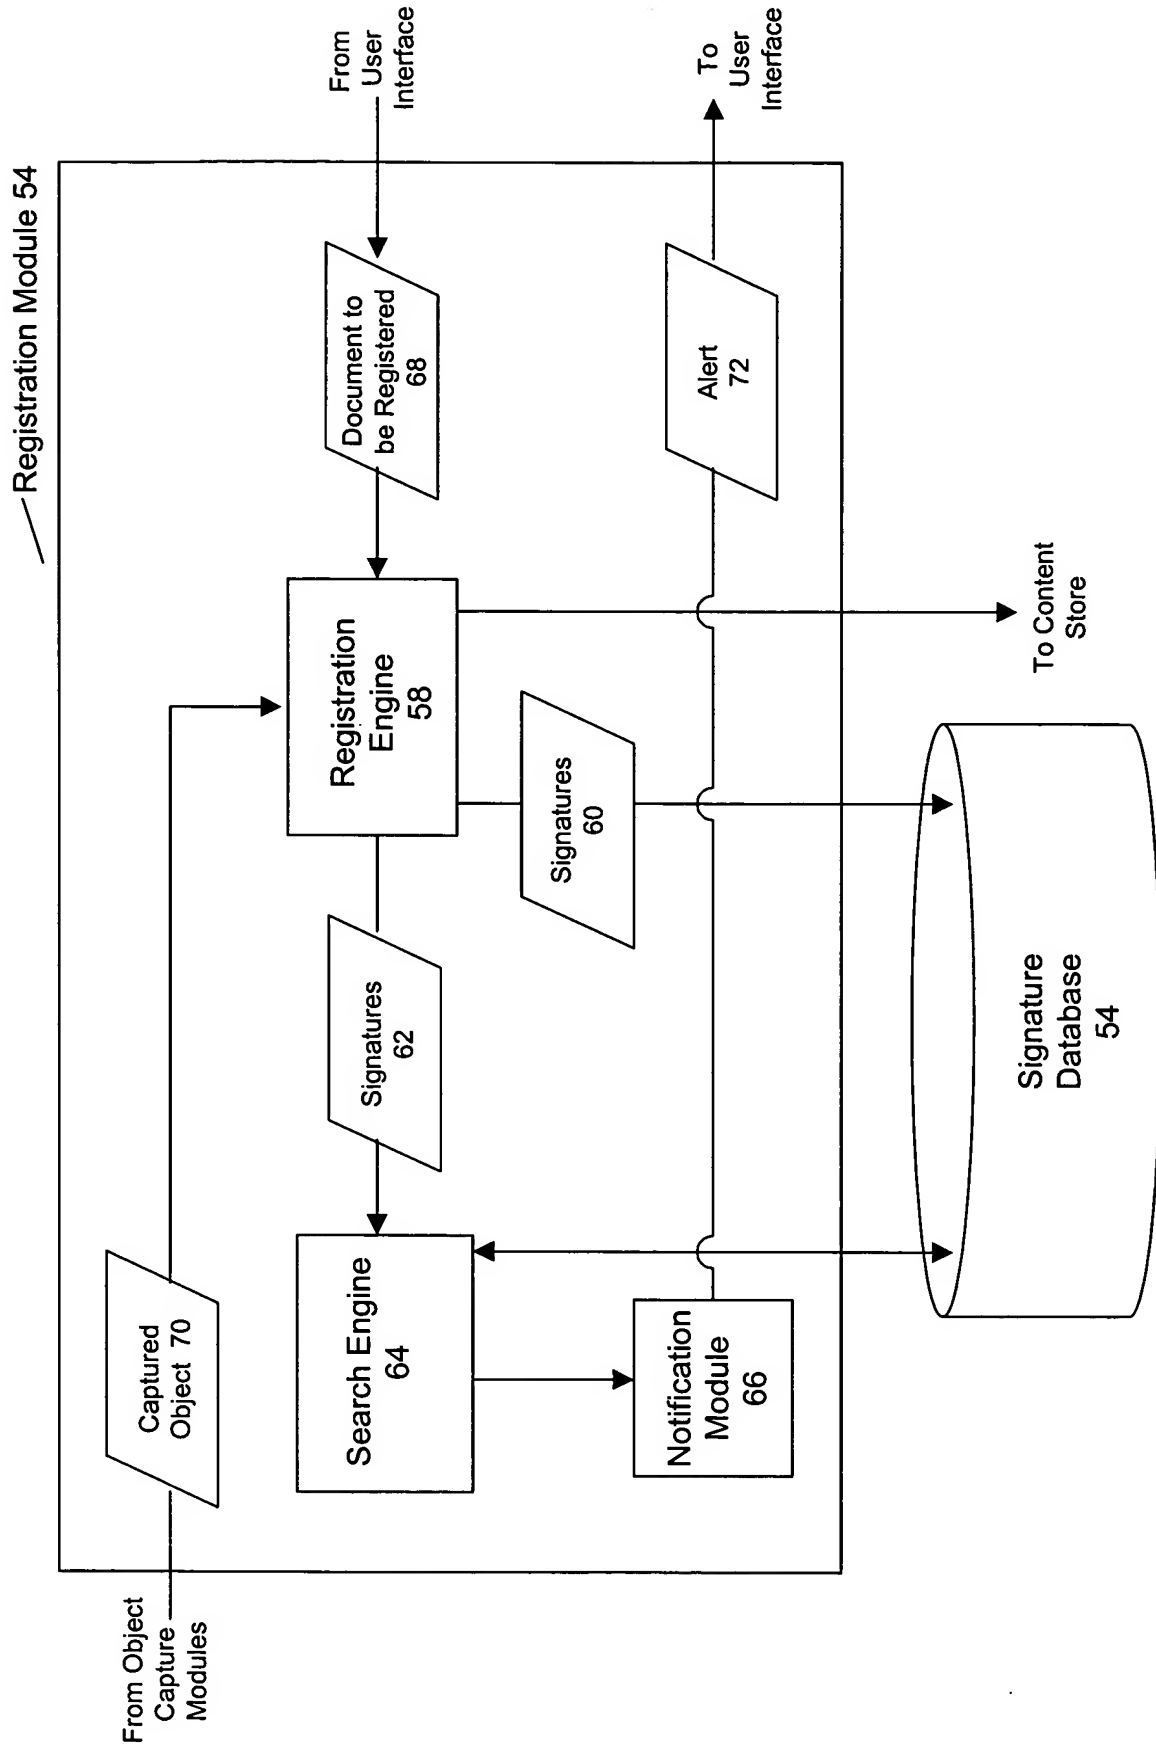 Registration Module 54
From Object
Capture
Modules
Captured
Object 70
Search Engine
64
Notification
Module
66
Signatures
62
Signatures
60
Registration
Engine
58
Document to
be Registered
68
Alert
72
From
User
Interface
To
User
Interface
To Content
Store
Signature
Database
54